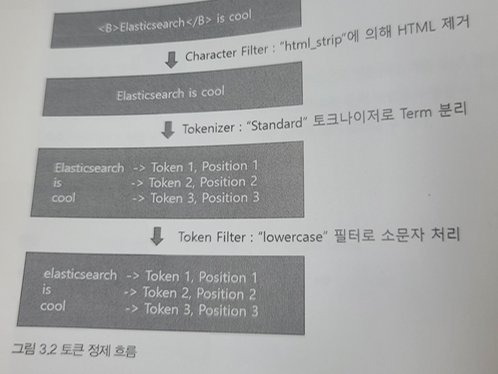 <B>Elasticsearch</B> is cool
Character Filter : "html_strip"에 의해 HTML 제거
Elasticsearch is cool
Tokenizer : "Standard" 토크나이저로 Term 분리
Elasticsearch -> Token 1, Position 1
is -> Token 2, Position 2
cool -> Token 3, Position 3
Token Filter : "lowercase" 필터로 소문자 처리
elasticsearch -> Token 1, Position 1
is -> Token 2, Position 2
cool -> Token 3, Position 3
그림 3.2 토큰 정제 흐름